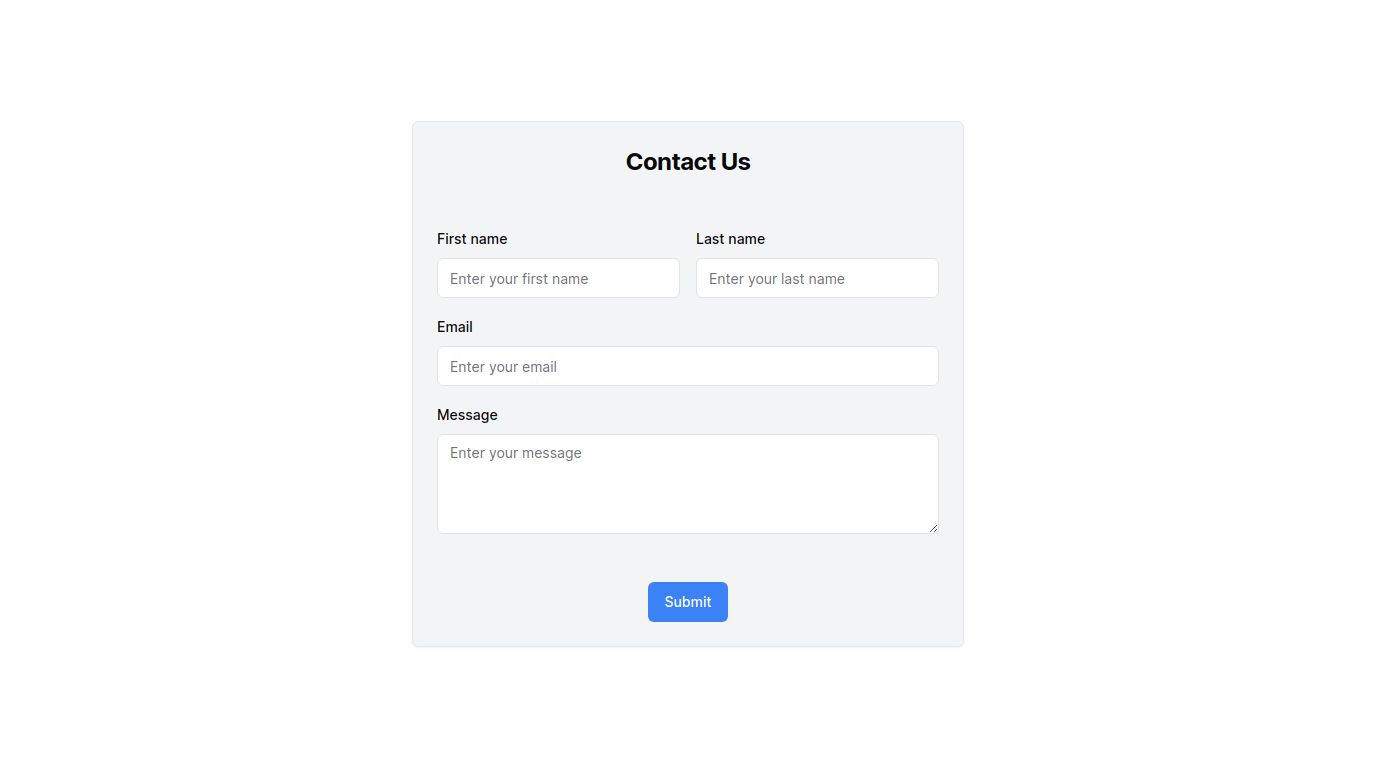 Contact Us
First name
Last name
Enter your first name
Enter your last name
Email
Enter your email
Message
Enter your message
Submit